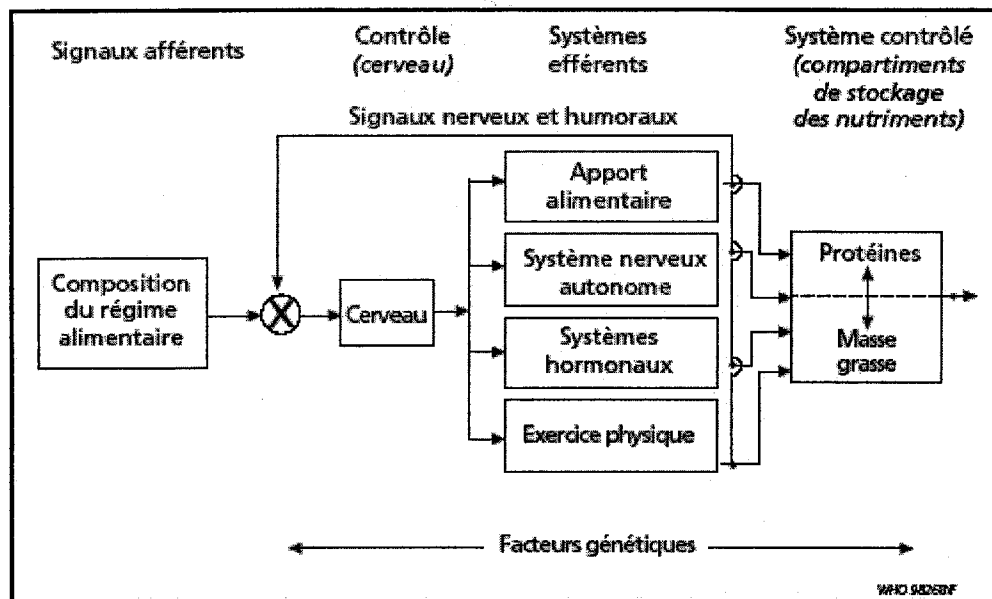 Signaux afférents
Contrôle
(cerveau)
Systèmes
efférents
Système contrôlé
(compartiments
de stockage
des nutriments)
Signaux nerveux et humoraux
Composition
du régime
alimentaire
X
Cerveau
Apport
alimentaire
Système nerveux
autonome
Systèmes
hormonaux
Exercice physique
Protéines
Masse
grasse
Facteurs génétiques